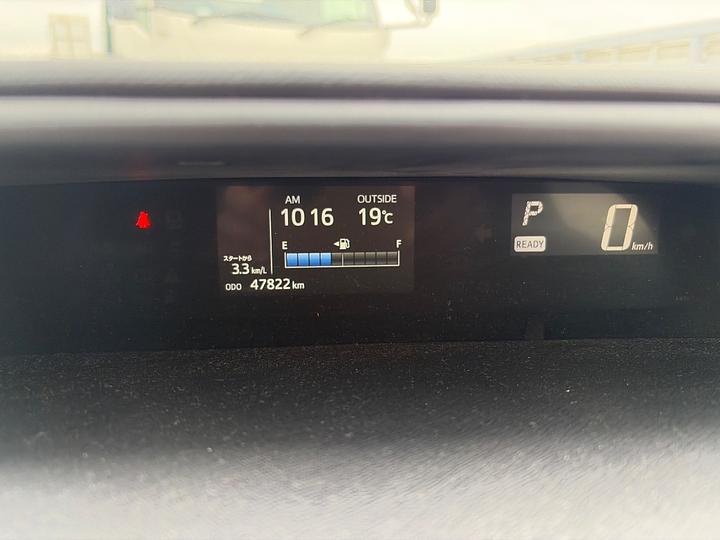 AM
OUTSIDE
10 16
19℃
E
F
スタートから
3.3 km/L
ODO 47822 km
P
READY
0 km/h